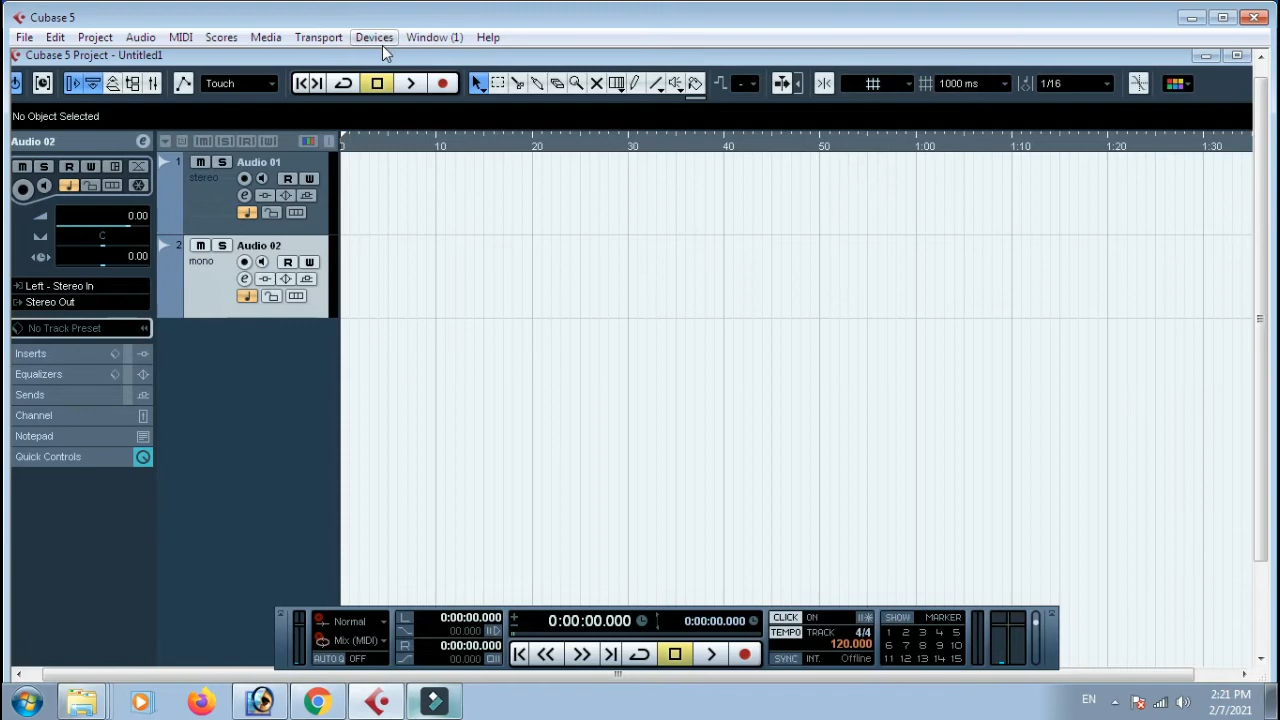 Cubase 5
File Edit Project Audio MIDI Scores Media Transport Devices Window (1) Help
Cubase 5 Project - Untitled1
Touch - 1000 ms 1/16
No Object Selected
Audio 02 e
M S R W
0.00
C
0.00
Left - Stereo In
Stereo Out
No Track Preset
Inserts
Equalizers
Sends
Channel
Notepad
Quick Controls
M S R W
0 10 20 30 40 50 1:00 1:10 1:20 1:30
1 M S Audio 01
stereo R W
e
2 M S Audio 02
mono R W
e
Normal L 0:00:00.000 0:00:00.000 0:00:00.000 CLICK ON SHOW MARKER
00.000 TEMPO TRACK 4/4 1 2 3 4 5
Mix (MIDI) R 0:00:00.000 120.000 6 7 8 9 10
AUTO Q OFF 00.000 SYNC INT. Offline 11 12 13 14 15
EN 2:21 PM
2/7/2021